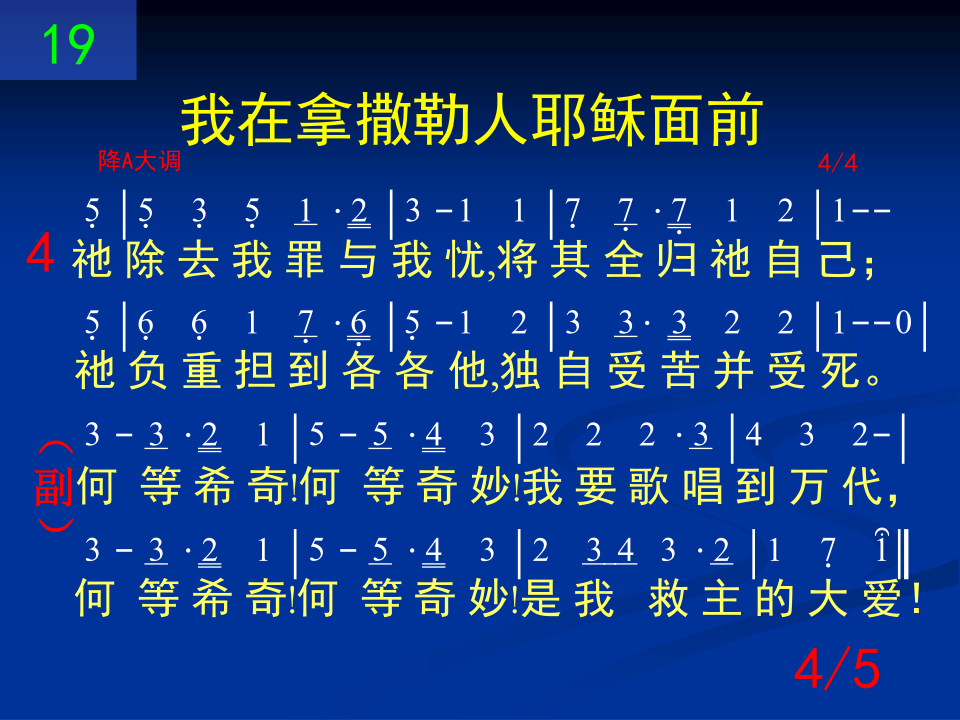 19
我在拿撒勒人耶稣面前
降A大调 4/4
5̣ | 5̣ 3̣ 5̣ 1 · 2 | 3 - 1 1 | 7̣ 7̣ · 7̣ 1 2 | 1 - -
4 祂除去我罪与我忧,将其全归祂自己；
5̣ | 6̣ 6̣ 1 7̣ · 6̣ | 5̣ - 1 2 | 3 3 · 3 2 2 | 1 - - 0 |
祂负重担到各各他,独自受苦并受死。
3 - 3 · 2 1 | 5 - 5 · 4 3 | 2 2 2 · 3 | 4 3 2 - |
（副）何等希奇!何等奇妙!我要歌唱到万代，
3 - 3 · 2 1 | 5 - 5 · 4 3 | 2 3 4 3 · 2 | 1 7̣ 1 ‖
何等希奇!何等奇妙!是我救主的大爱！
4/5